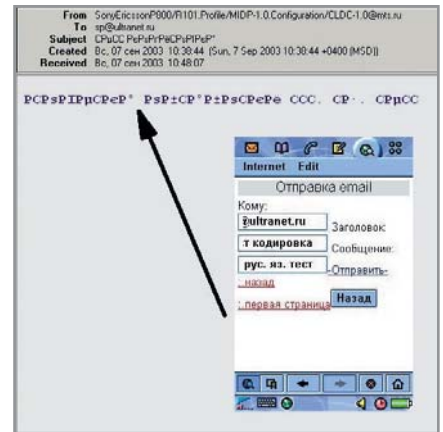 From SonyEricssonP800/R101.Profile/MIDP-1.0.Configuration/CLDC-1.0@mts.ru
To sp@ultranet.ru
Subject
Created Вс, 07 сен 2003 10:38:44 (Sun, 7 Sep 2003 10:38:44 +0400 (MSD))
Received Вс, 07 сен 2003 10:48:07
Internet Edit
Отправка email
Кому:
@ultranet.ru
Заголовок:
т кодировка
Сообщение:
рус. яз. тест
-Отправить-
: назад
: первая страница
Назад